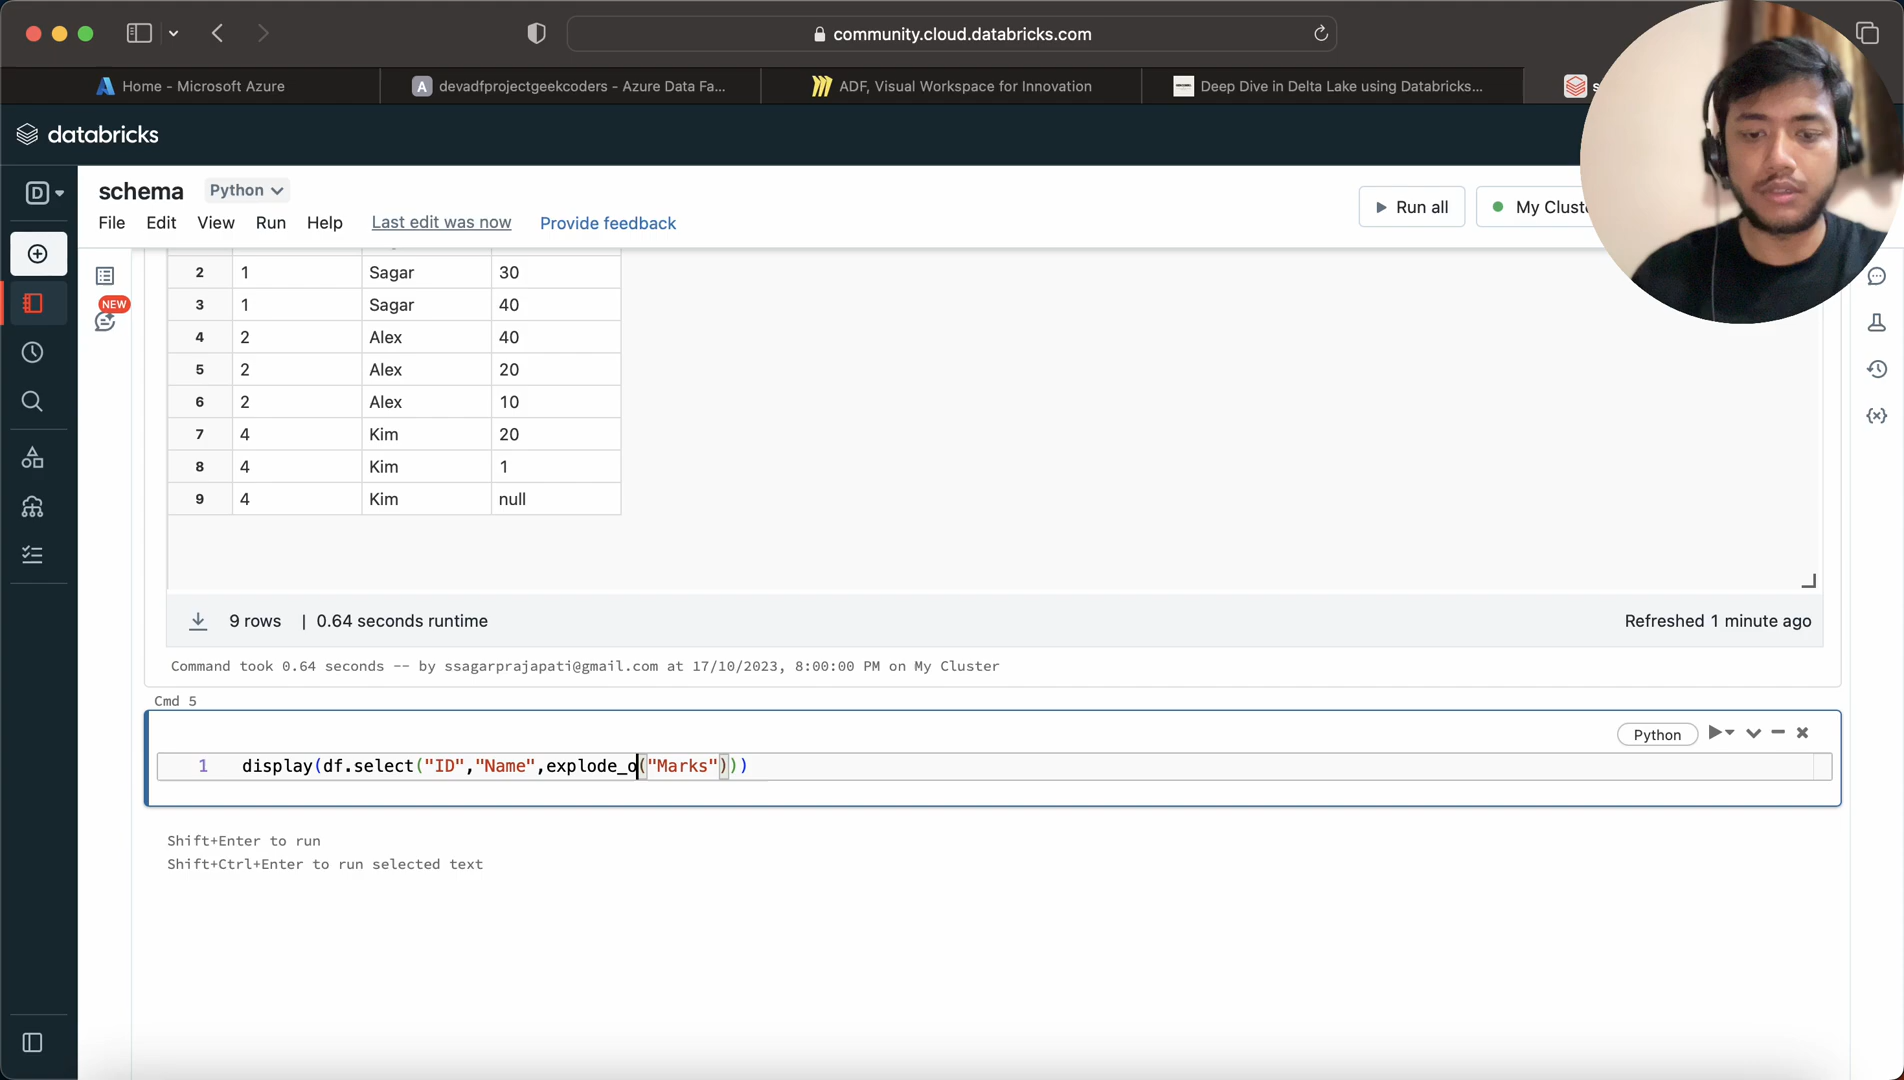 community.cloud.databricks.com
Home - Microsoft Azure
A devadfprojectgeekcoders - Azure Data Fa...
ADF, Visual Workspace for Innovation
Deep Dive in Delta Lake using Databricks...
databricks
D
schema Python
File Edit View Run Help Last edit was now Provide feedback
Run all
My Cluste
NEW
2 1 Sagar 30
3 1 Sagar 40
4 2 Alex 40
5 2 Alex 20
6 2 Alex 10
7 4 Kim 20
8 4 Kim 1
9 4 Kim null
9 rows | 0.64 seconds runtime
Refreshed 1 minute ago
Command took 0.64 seconds -- by ssagarprajapati@gmail.com at 17/10/2023, 8:00:00 PM on My Cluster
Cmd 5
Python
1 display(df.select("ID","Name",explode_o("Marks")))
Shift+Enter to run
Shift+Ctrl+Enter to run selected text